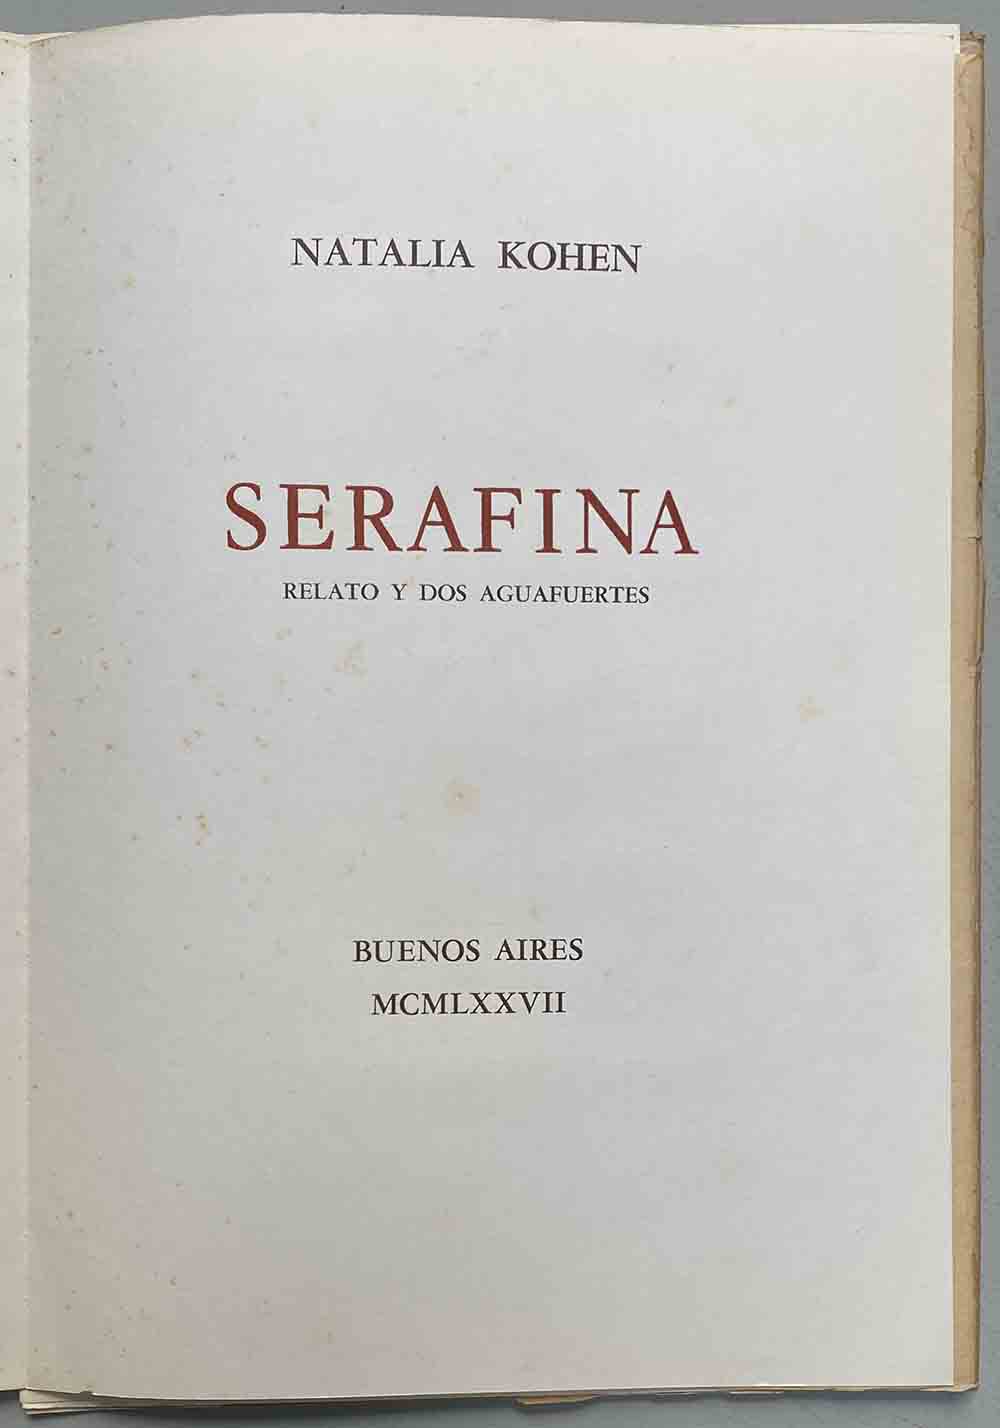 NATALIA KOHEN
SERAFINA
RELATO Y DOS AGUAFUERTES
BUENOS AIRES
MCMLXXVII